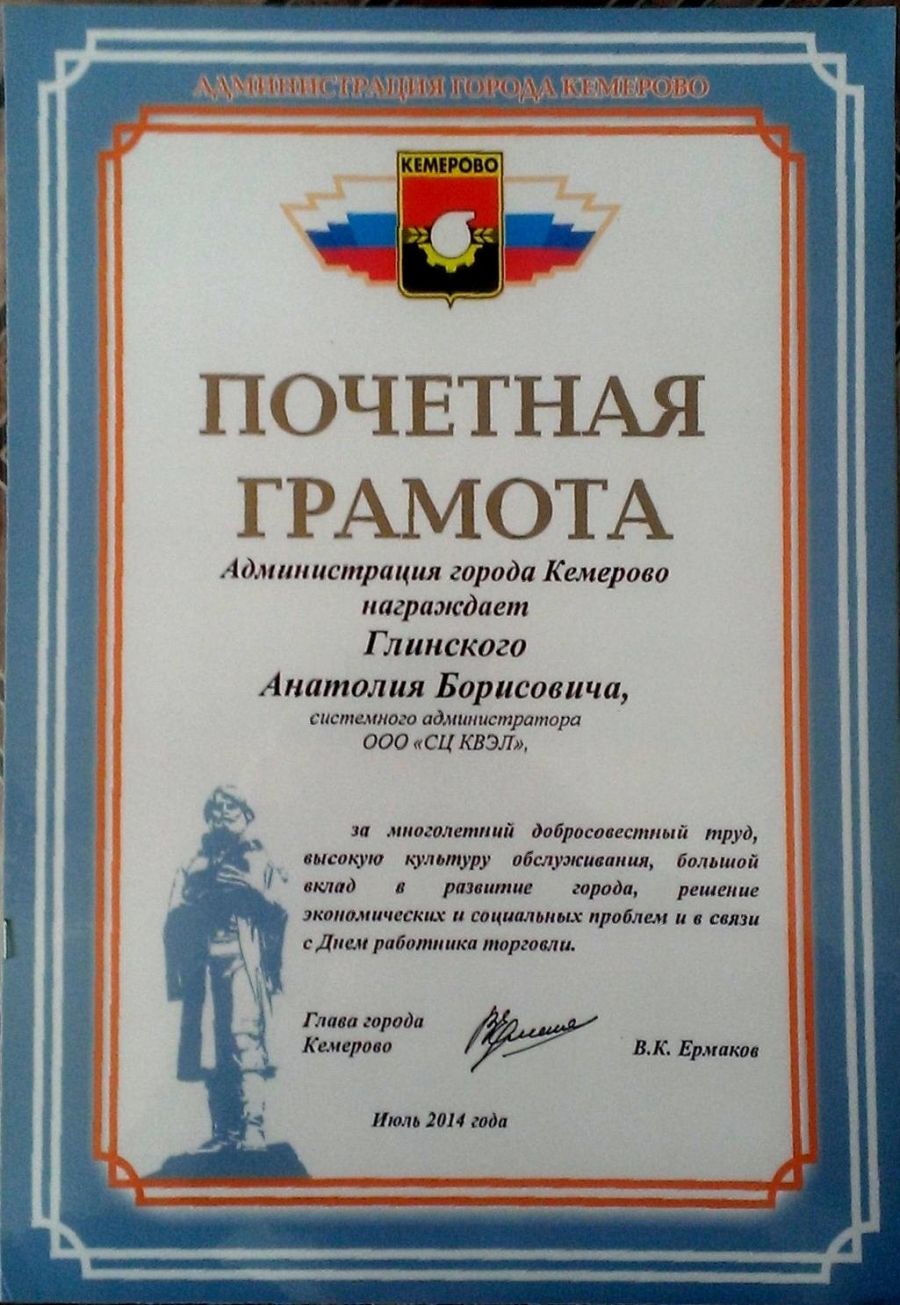 АДМИНИСТРАЦИЯ ГОРОДА КЕМЕРОВО
КЕМЕРОВО
ПОЧЕТНАЯ
ГРАМОТА
Администрация города Кемерово
награждает
Глинского
Анатолия Борисовича,
системного администратора
ООО «СЦ КВЭЛ»,
за многолетний добросовестный труд,
высокую культуру обслуживания, большой
вклад в развитие города, решение
экономических и социальных проблем и в связи
с Днем работника торговли.
Глава города
Кемерово
В.К. Ермаков
Июль 2014 года